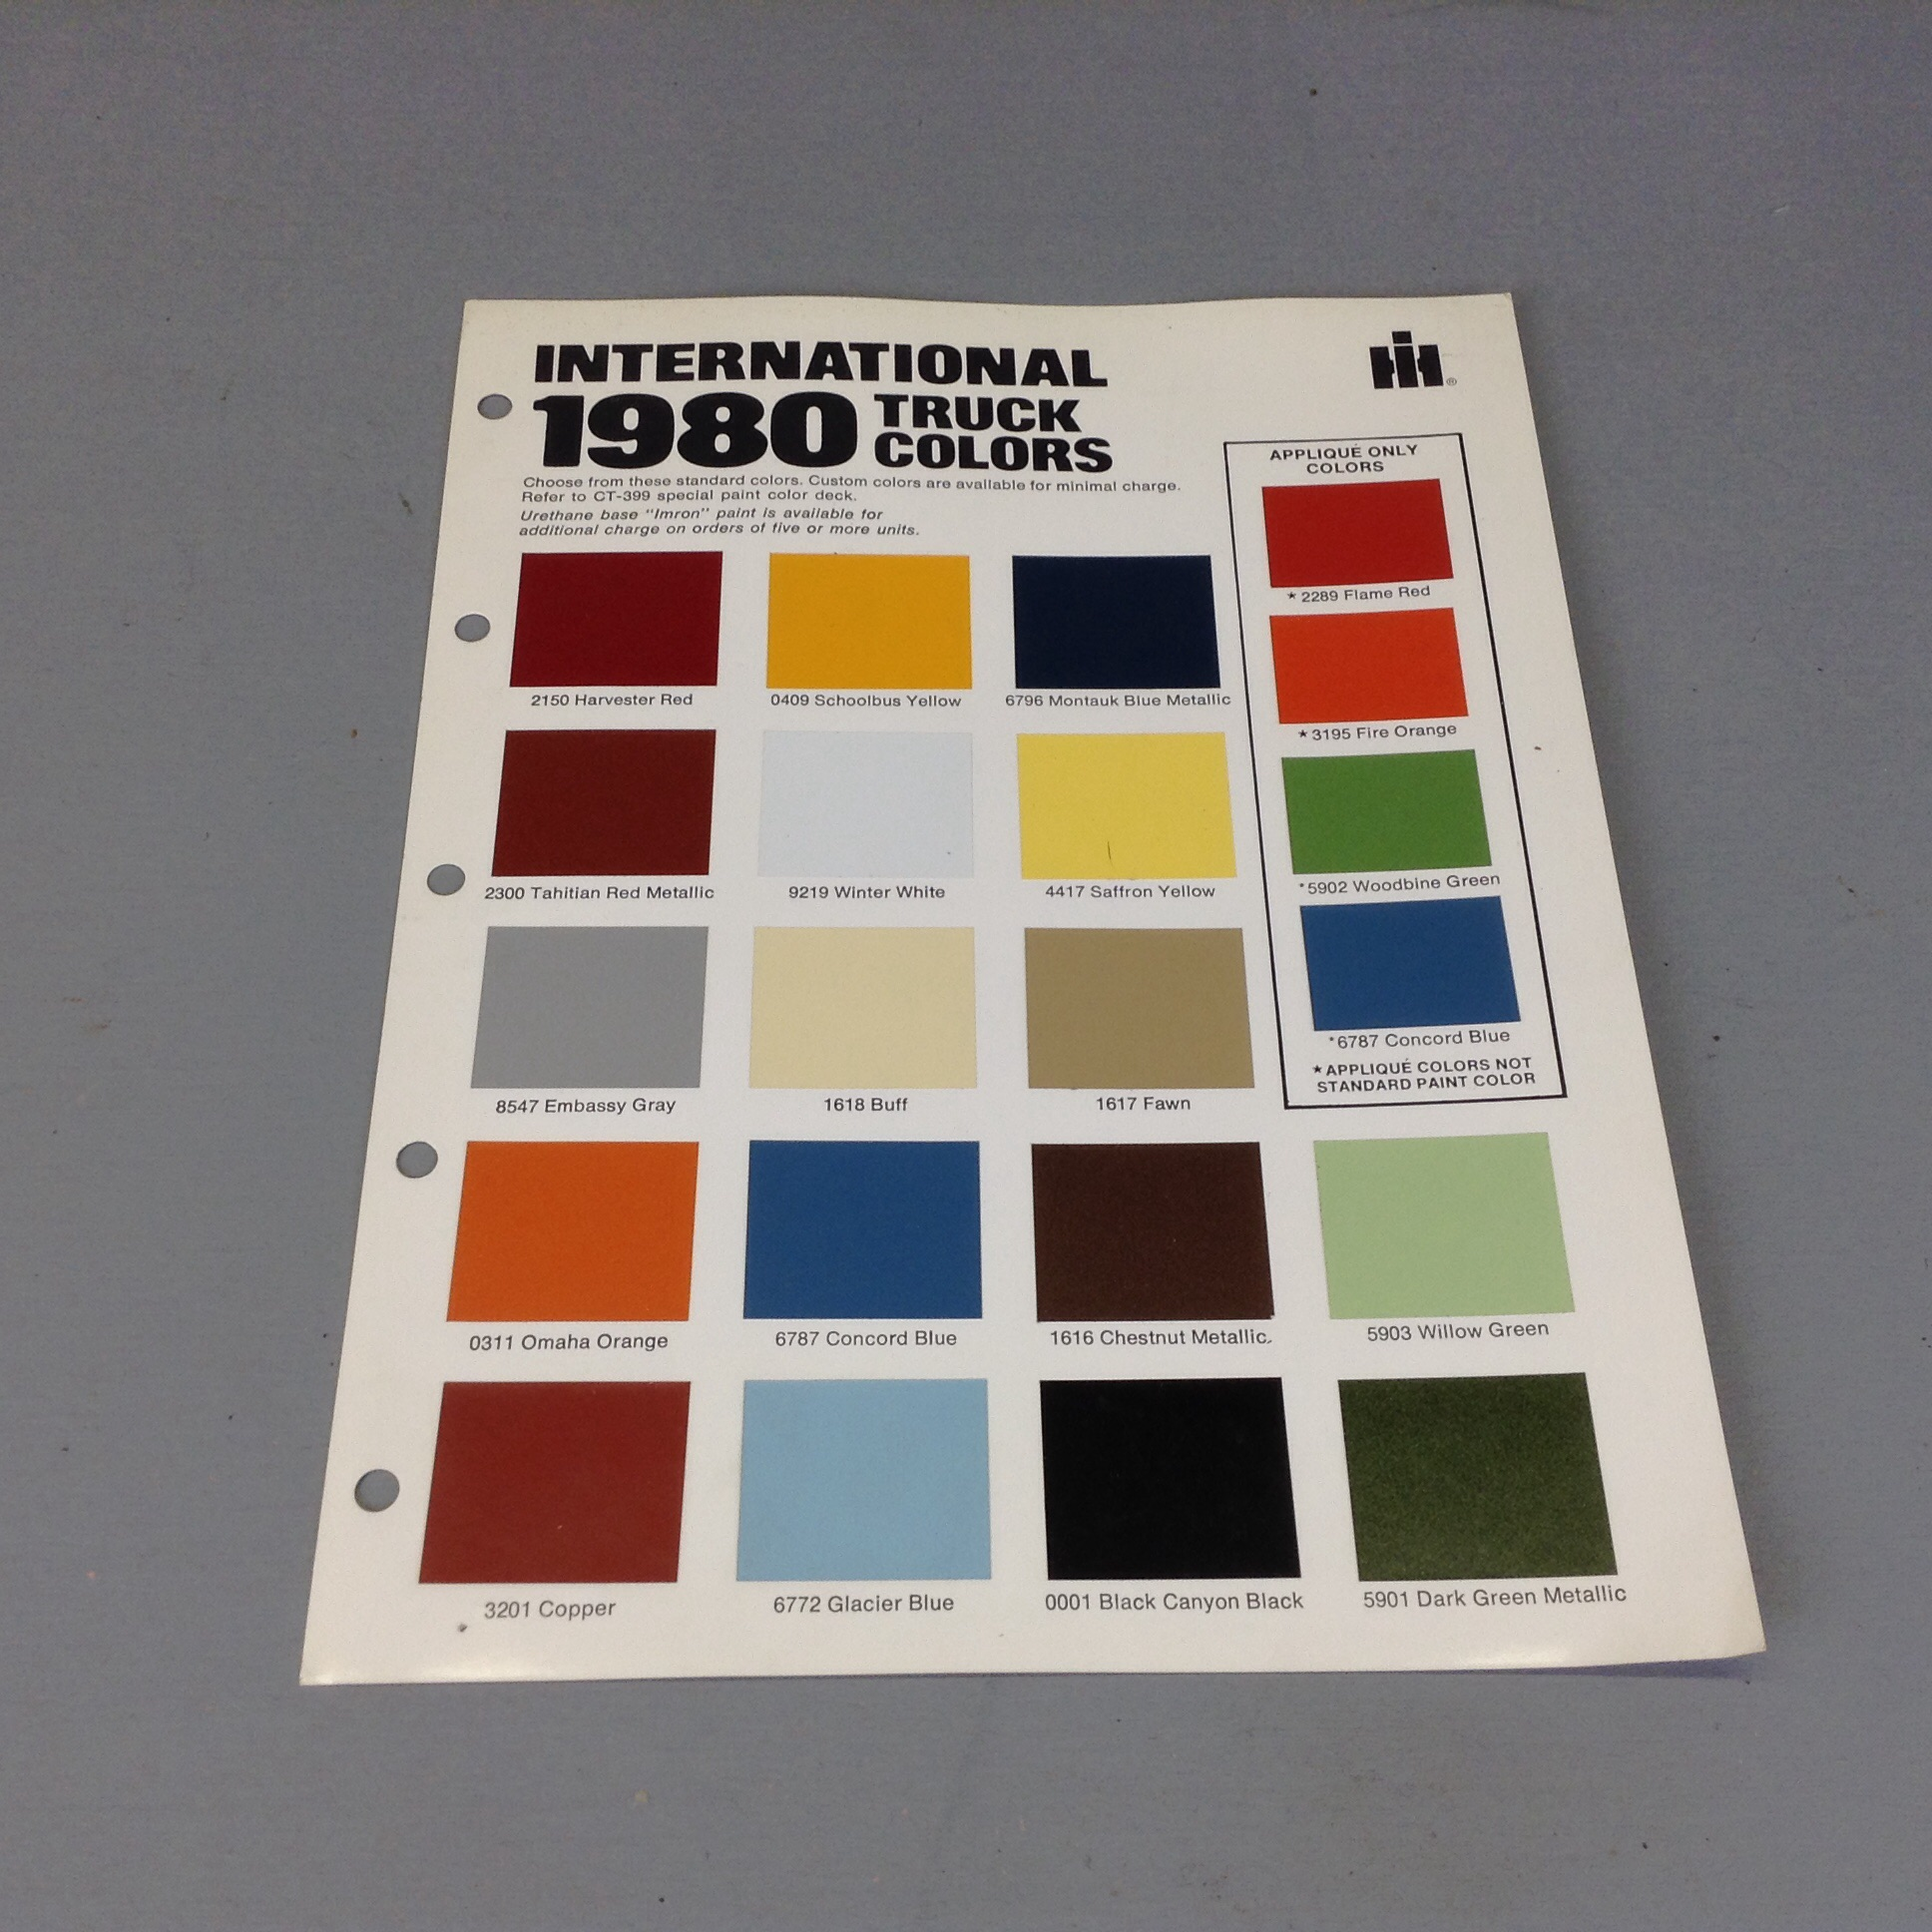 INTERNATIONAL
1980 TRUCK
COLORS
IH®
Choose from these standard colors. Custom colors are available for minimal charge.
Refer to CT-399 special paint color deck.
Urethane base "Imron" paint is available for
additional charge on orders of five or more units.
2150 Harvester Red
0409 Schoolbus Yellow
6796 Montauk Blue Metallic
2300 Tahitian Red Metallic
9219 Winter White
4417 Saffron Yellow
8547 Embassy Gray
1618 Buff
1617 Fawn
APPLIQUÉ ONLY
COLORS
★ 2289 Flame Red
★ 3195 Fire Orange
*5902 Woodbine Green
*6787 Concord Blue
★ APPLIQUÉ COLORS NOT
STANDARD PAINT COLOR
0311 Omaha Orange
6787 Concord Blue
1616 Chestnut Metallic.
5903 Willow Green
3201 Copper
6772 Glacier Blue
0001 Black Canyon Black
5901 Dark Green Metallic